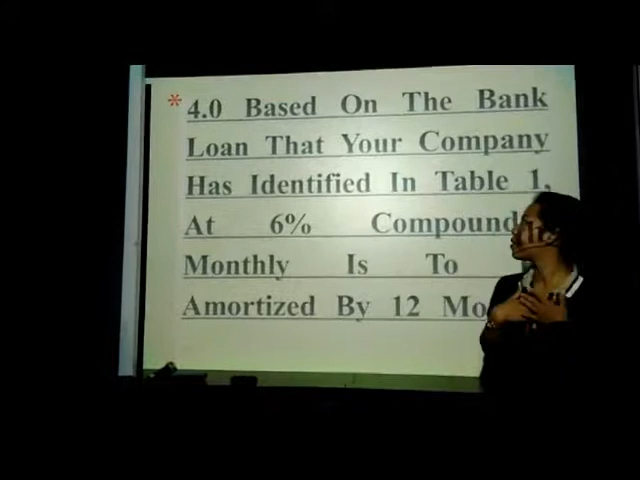 * 4.0 Based On The Bank
Loan That Your Company
Has Identified In Table 1,
At 6% Compound
Monthly Is To
Amortized By 12 Mo